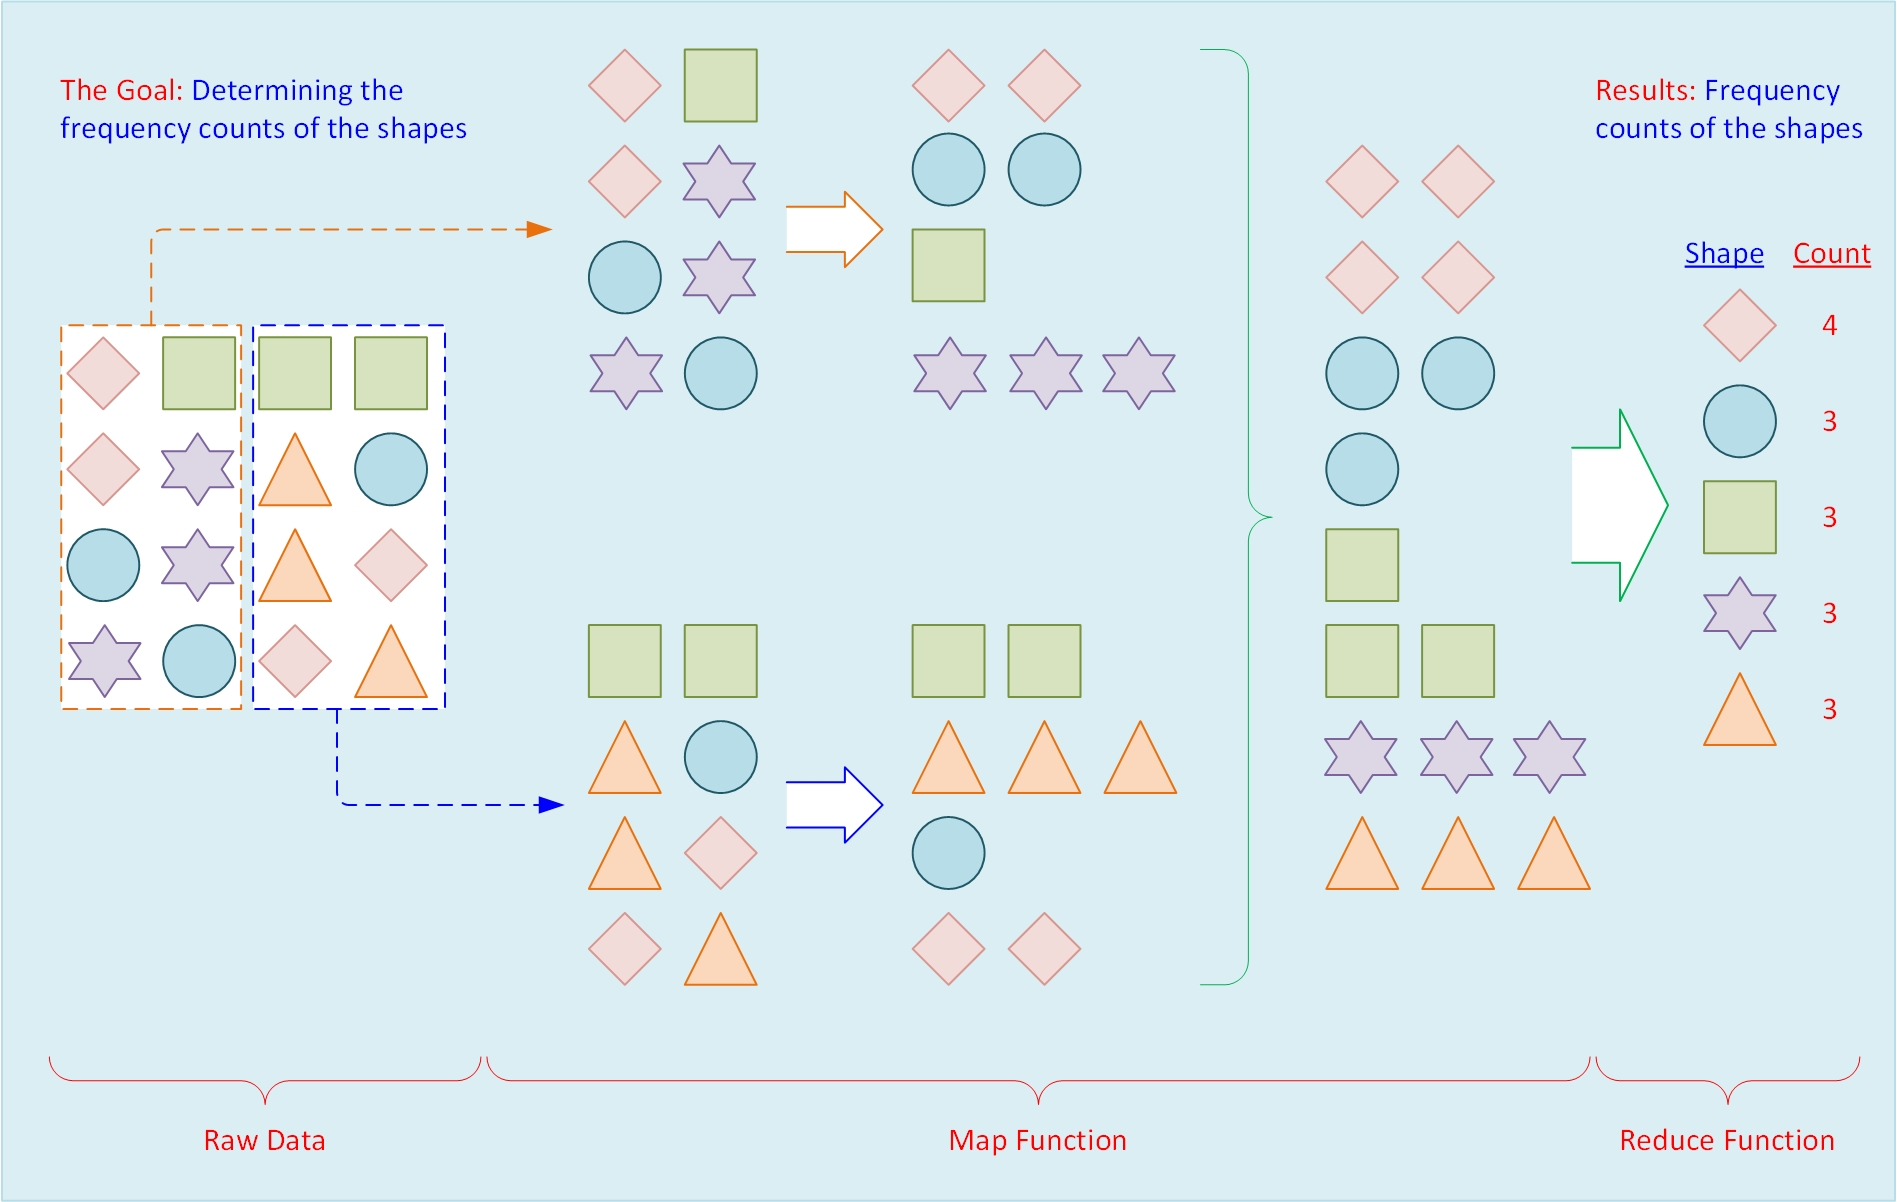 The Goal: Determining the
frequency counts of the shapes
Results: Frequency
counts of the shapes
Shape Count
4
3
3
3
3
Raw Data
Map Function
Reduce Function